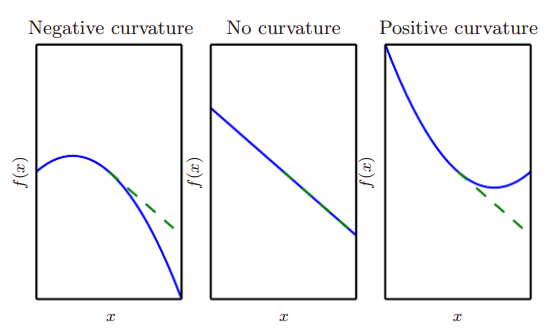 Negative curvature
No curvature
Positive curvature
f(x)
f(x)
f(x)
x
x
x